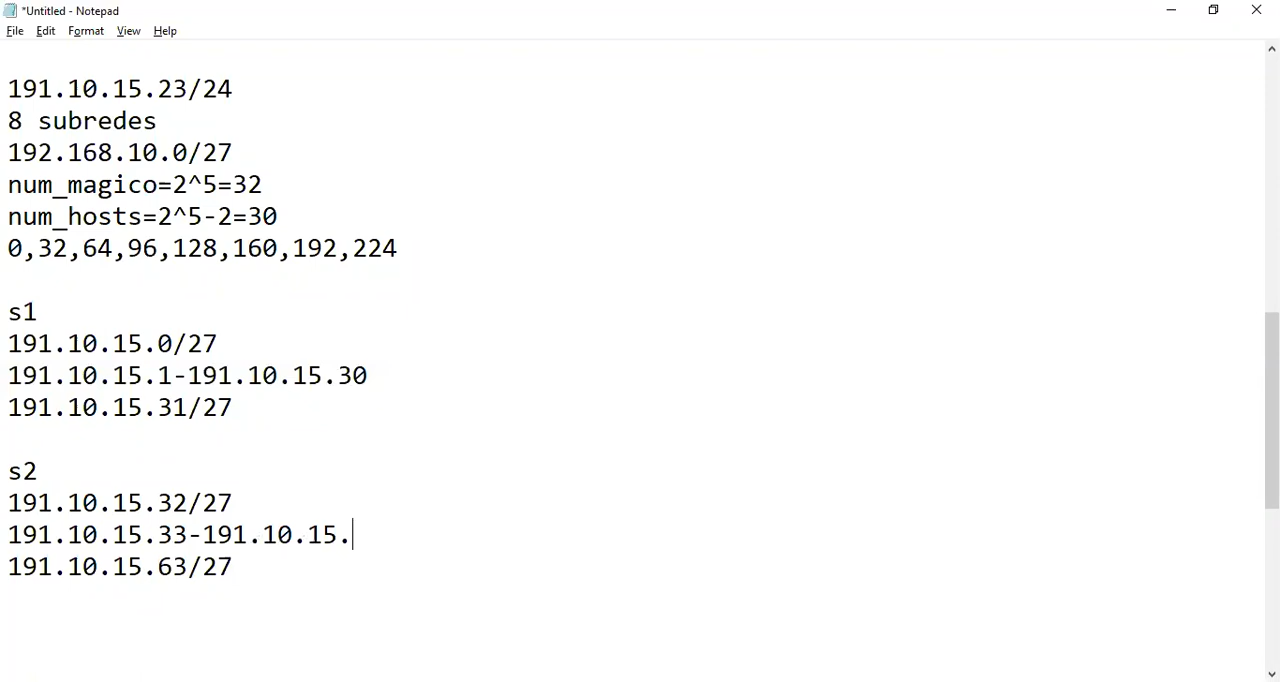 *Untitled - Notepad
File Edit Format View Help
191.10.15.23/24
8 subredes
192.168.10.0/27
num_magico=2^5=32
num_hosts=2^5-2=30
0,32,64,96,128,160,192,224
s1
191.10.15.0/27
191.10.15.1-191.10.15.30
191.10.15.31/27
s2
191.10.15.32/27
191.10.15.33-191.10.15.
191.10.15.63/27